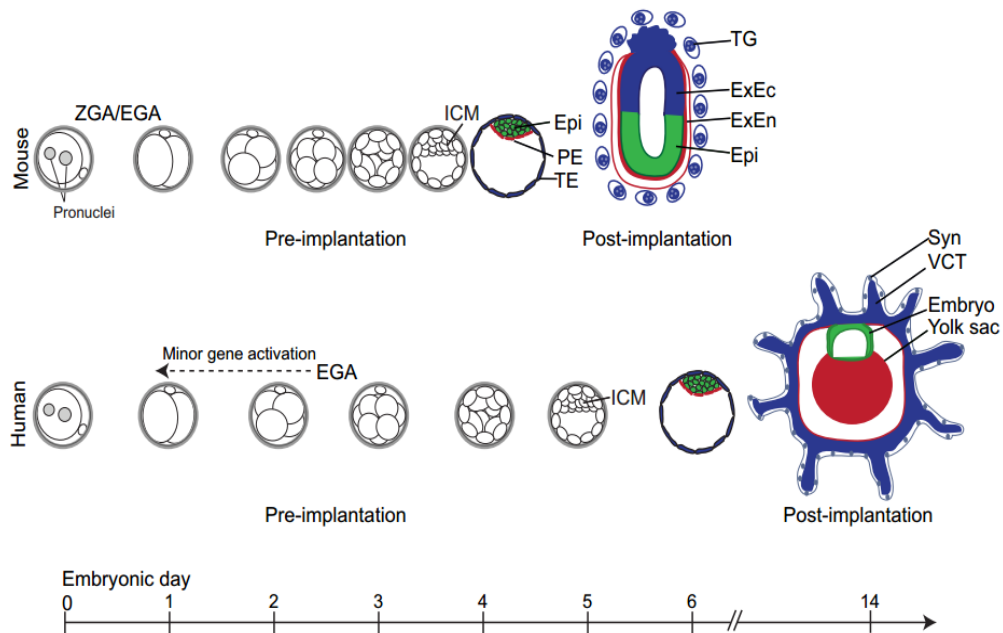 Mouse
ZGA/EGA
Pronuclei
ICM
Epi
PE
TE
TG
ExEc
ExEn
Epi
Pre-implantation
Post-implantation
Human
Minor gene activation
EGA
ICM
Syn
VCT
Embryo
Yolk sac
Pre-implantation
Post-implantation
Embryonic day
0 1 2 3 4 5 6 14